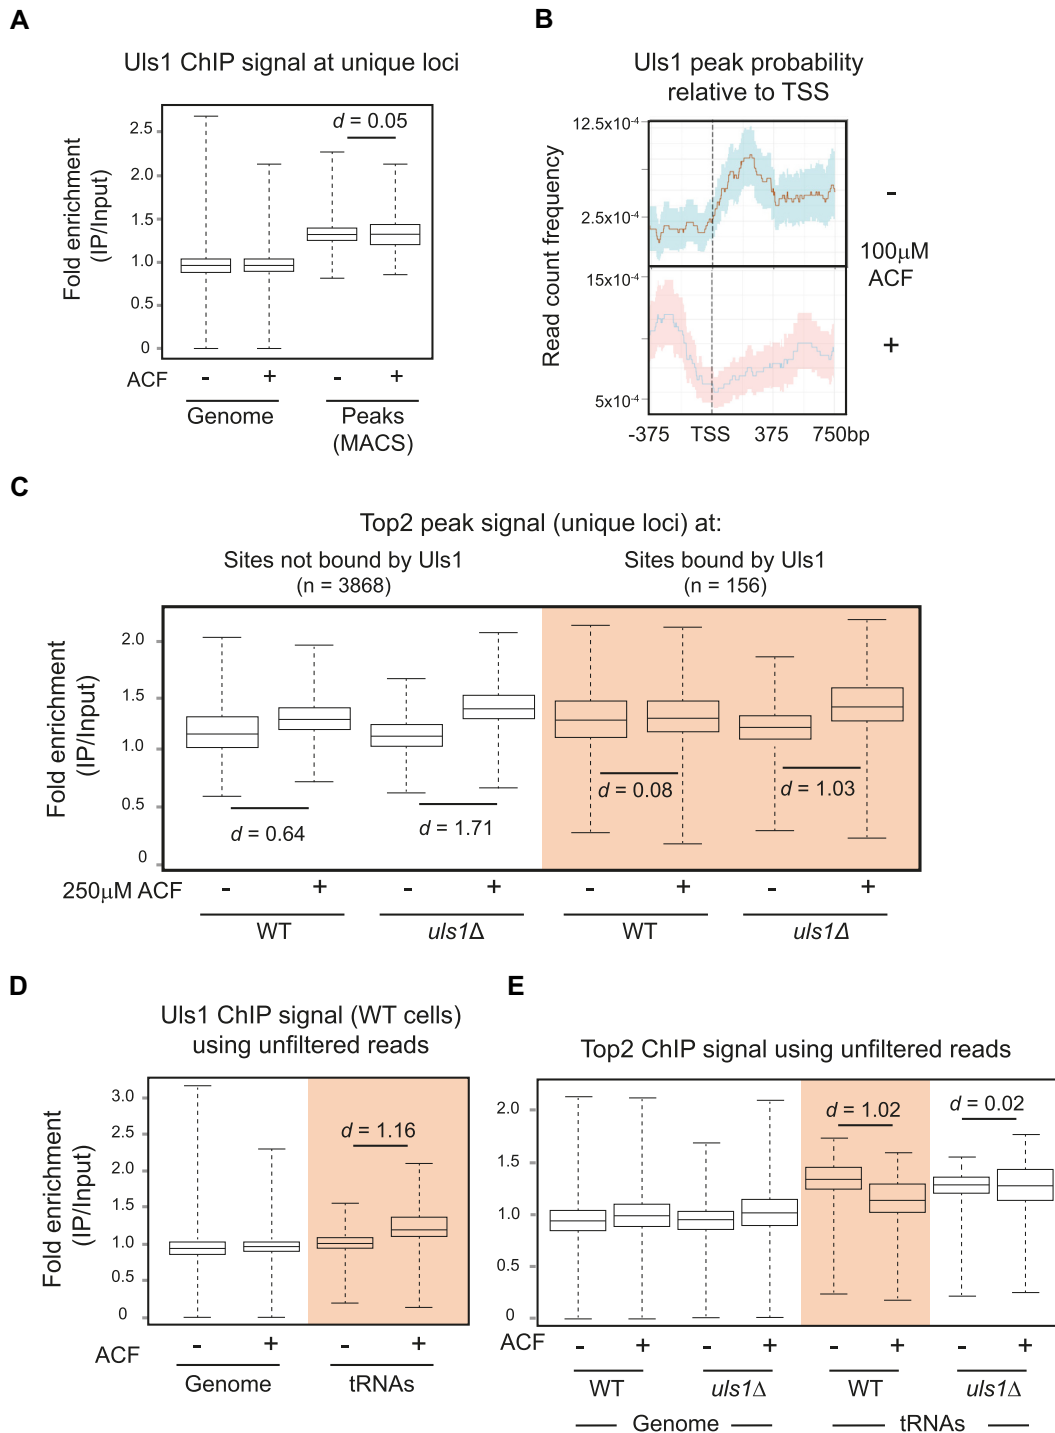 A
Uls1 ChIP signal at unique loci
Fold enrichment
(IP/Input)
2.5
2.0
1.5
1.0
0.5
0
d = 0.05
ACF - + - +
Genome
Peaks
(MACS)
B
Uls1 peak probability
relative to TSS
Read count frequency
12.5x10⁻⁴
2.5x10⁻⁴
15x10⁻⁴
5x10⁻⁴
-375 TSS 375 750bp
-
100μM
ACF
+
C
Top2 peak signal (unique loci) at:
Sites not bound by Uls1
(n = 3868)
Sites bound by Uls1
(n = 156)
Fold enrichment
(IP/Input)
2.0
1.5
1.0
0.5
0
d = 0.64
d = 1.71
d = 0.08
d = 1.03
250μM ACF - + - + - + - +
WT uls1Δ WT uls1Δ
D
Uls1 ChIP signal (WT cells)
using unfiltered reads
Fold enrichment
(IP/Input)
3.0
2.5
2.0
1.5
1.0
0.5
0
d = 1.16
ACF - + - +
Genome tRNAs
E
Top2 ChIP signal using unfiltered reads
2.0
1.5
1.0
0.5
0
d = 1.02
d = 0.02
ACF - + - + - + - +
WT uls1Δ WT uls1Δ
Genome tRNAs